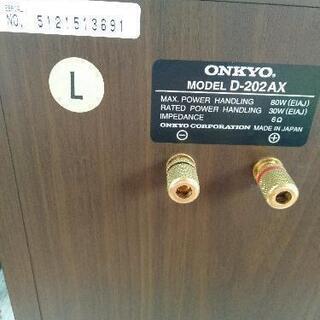 SERIAL
NO. 5121513691
L
ONKYO®
MODEL D-202AX
MAX. POWER HANDLING 80W (EIAJ)
RATED POWER HANDLING 30W (EIAJ)
IMPEDANCE 6Ω
ONKYO CORPORATION MADE IN JAPAN
⊖ ⊕